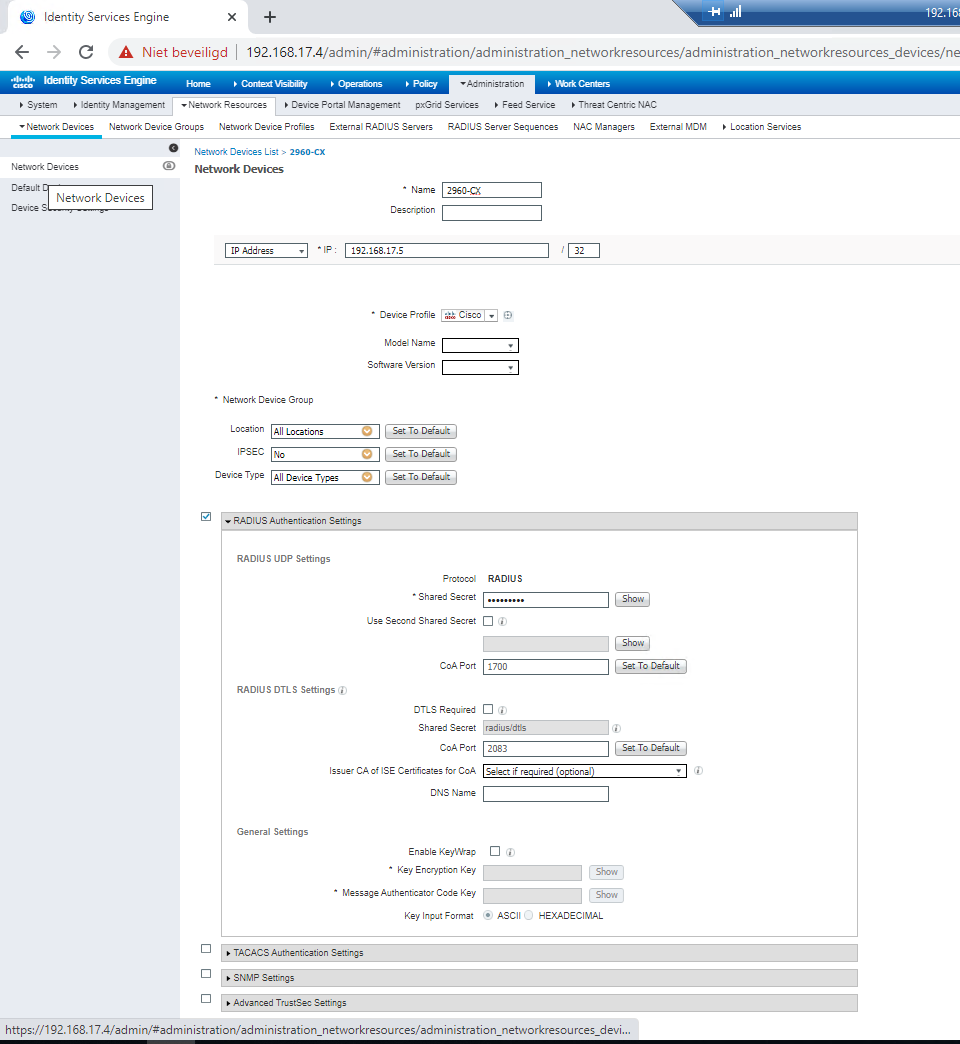 Identity Services Engine
192.168
Niet beveiligd
192.168.17.4/admin/#administration/administration_networkresources/administration_networkresources_devices/ne
CISCO Identity Services Engine Home Context Visibility Operations Policy Administration Work Centers
System Identity Management Network Resources Device Portal Management pxGrid Services Feed Service Threat Centric NAC
Network Devices Network Device Groups Network Device Profiles External RADIUS Servers RADIUS Server Sequences NAC Managers External MDM Location Services
Network Devices
Default D
Network Devices
Device Security Settings
Network Devices List > 2960-CX
Network Devices
* Name 2960-CX
Description
IP Address * IP : 192.168.17.5 / 32
* Device Profile Cisco
Model Name
Software Version
* Network Device Group
Location All Locations Set To Default
IPSEC No Set To Default
Device Type All Device Types Set To Default
RADIUS Authentication Settings
RADIUS UDP Settings
Protocol RADIUS
* Shared Secret ••••••••• Show
Use Second Shared Secret
Show
CoA Port 1700 Set To Default
RADIUS DTLS Settings
DTLS Required
Shared Secret radius/dtls
CoA Port 2083 Set To Default
Issuer CA of ISE Certificates for CoA Select if required (optional)
DNS Name
General Settings
Enable KeyWrap
* Key Encryption Key Show
* Message Authenticator Code Key Show
Key Input Format ASCII HEXADECIMAL
TACACS Authentication Settings
SNMP Settings
Advanced TrustSec Settings
https://192.168.17.4/admin/#administration/administration_networkresources/administration_networkresources_devi...